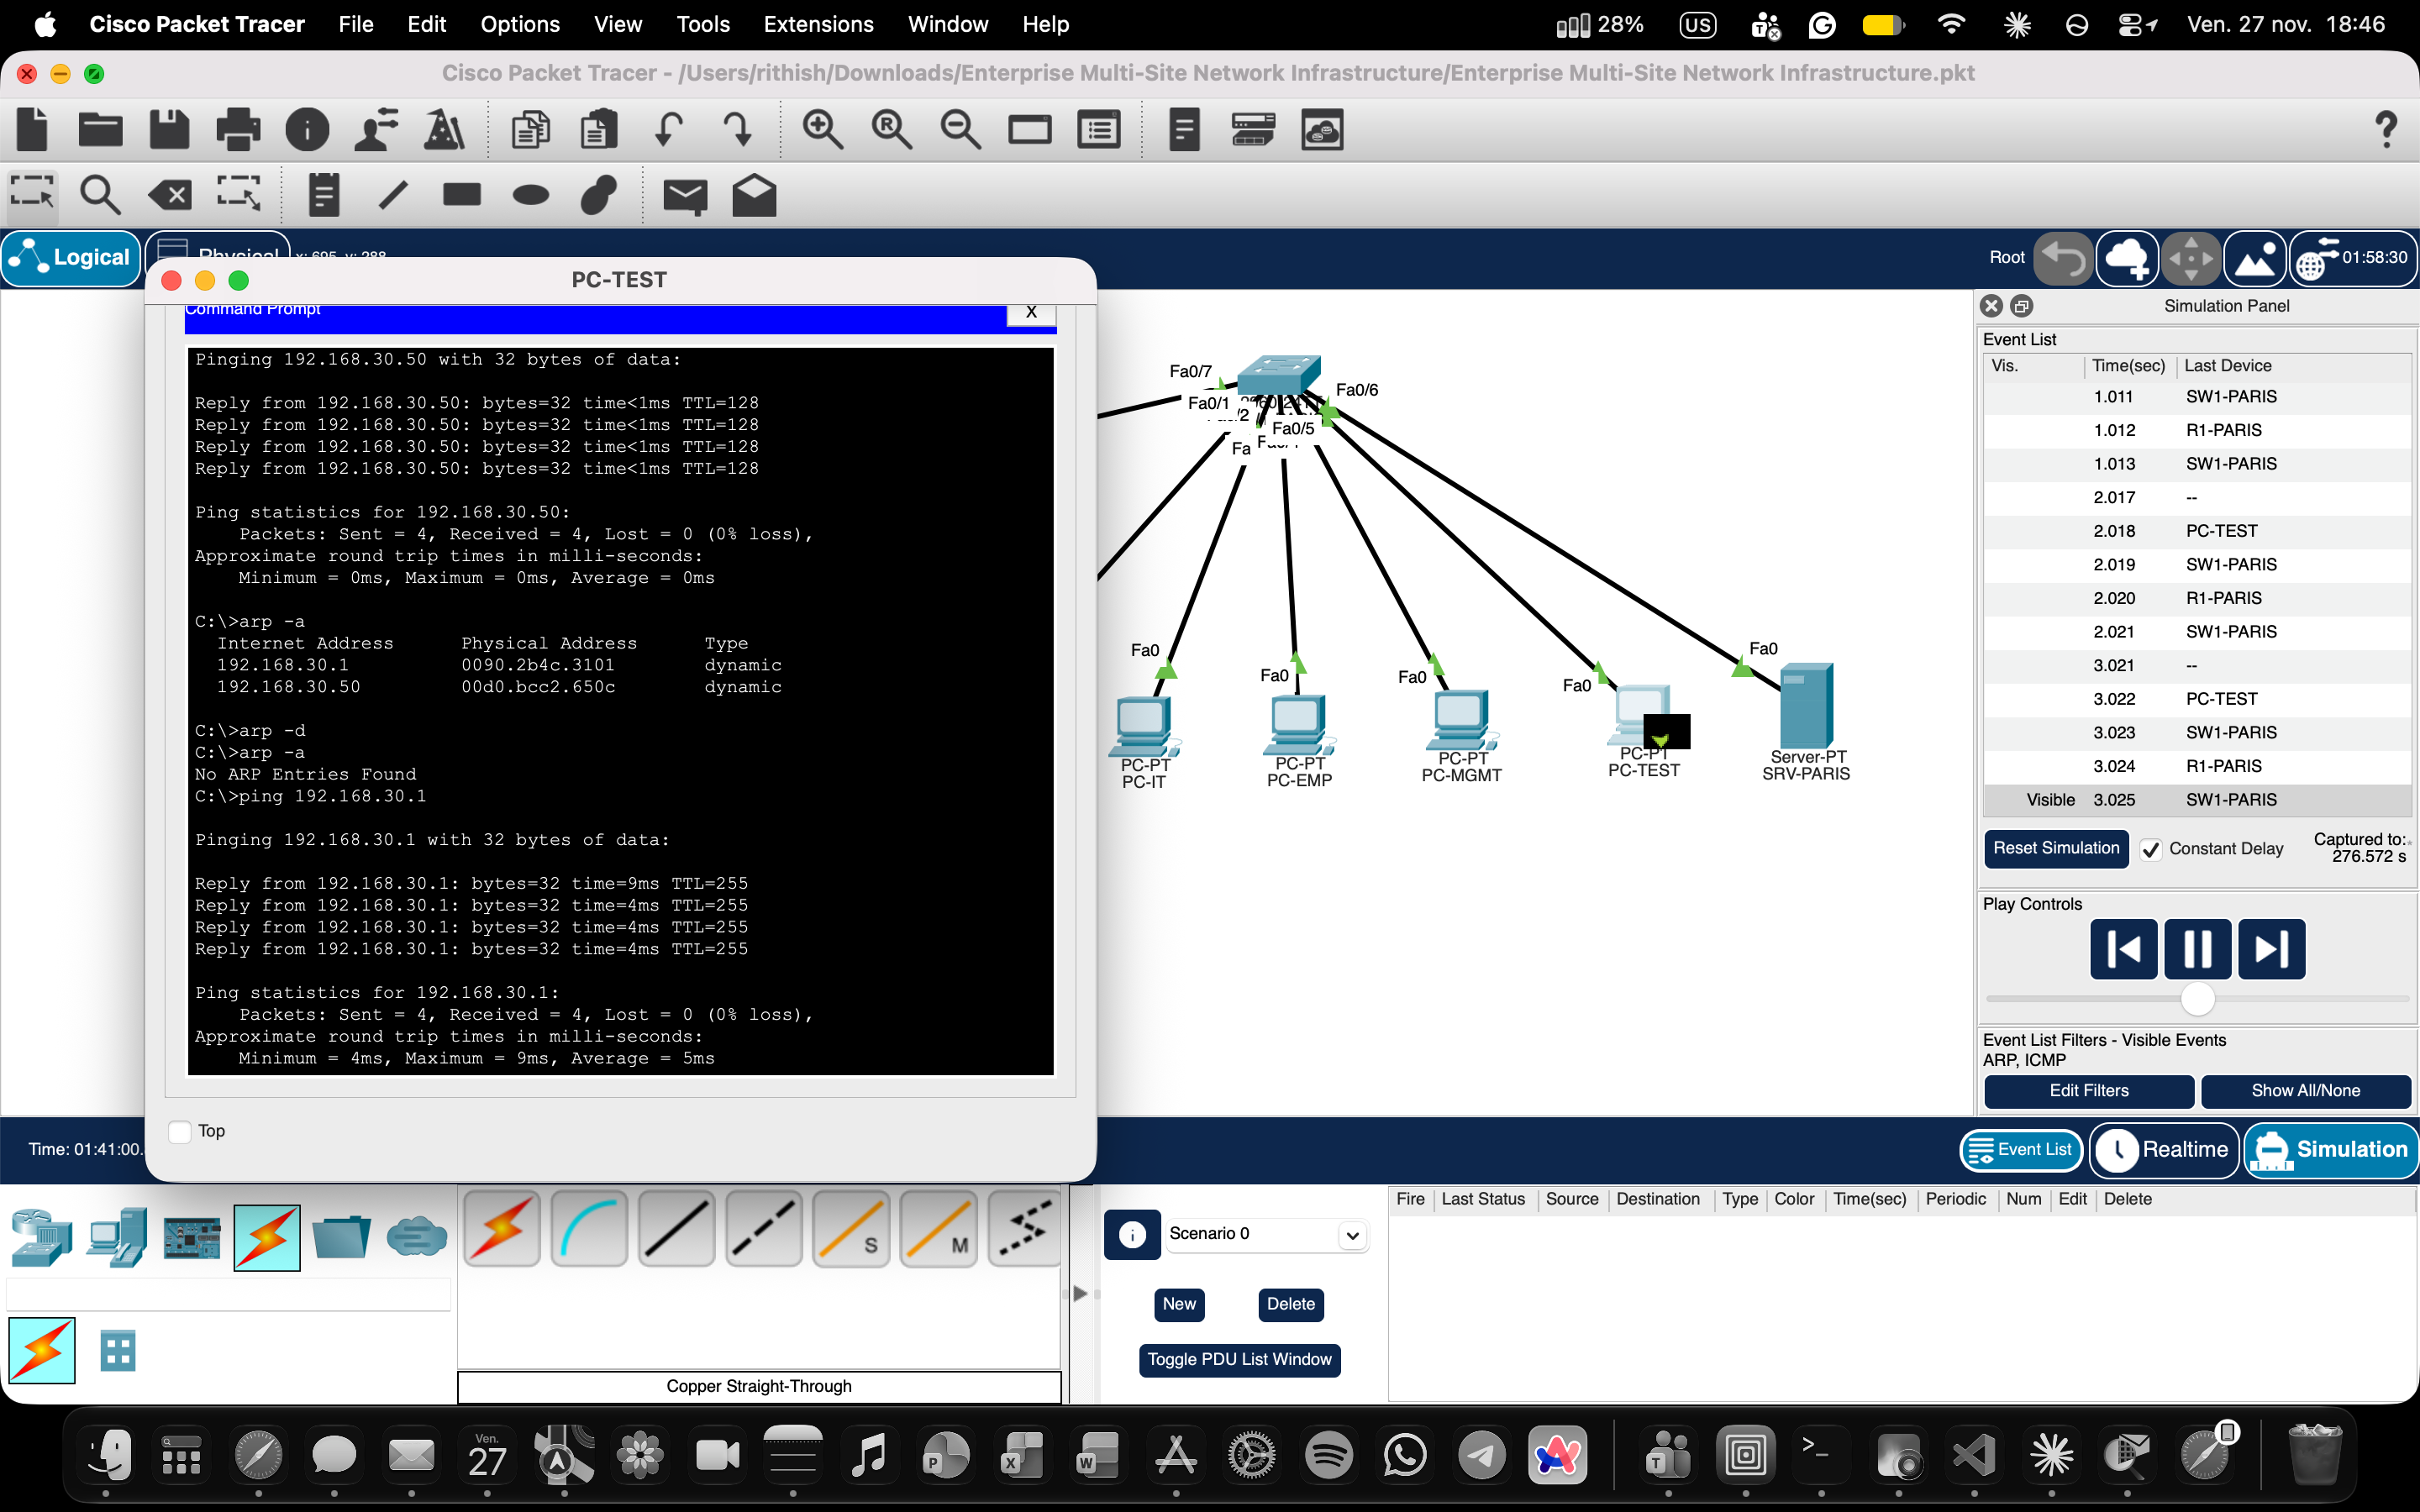 Cisco Packet Tracer File Edit Options View Tools Extensions Window Help 28% US Ven. 27 nov. 18:46
Cisco Packet Tracer - /Users/rithish/Downloads/Enterprise Multi-Site Network Infrastructure/Enterprise Multi-Site Network Infrastructure.pkt
Logical Physical x: 695, y: 288 Root 01:58:30
PC-TEST
Command Prompt X
Pinging 192.168.30.50 with 32 bytes of data:
Reply from 192.168.30.50: bytes=32 time<1ms TTL=128
Reply from 192.168.30.50: bytes=32 time<1ms TTL=128
Reply from 192.168.30.50: bytes=32 time<1ms TTL=128
Reply from 192.168.30.50: bytes=32 time<1ms TTL=128
Ping statistics for 192.168.30.50:
Packets: Sent = 4, Received = 4, Lost = 0 (0% loss),
Approximate round trip times in milli-seconds:
Minimum = 0ms, Maximum = 0ms, Average = 0ms
C:\>arp -a
Internet Address Physical Address Type
192.168.30.1 0090.2b4c.3101 dynamic
192.168.30.50 00d0.bcc2.650c dynamic
C:\>arp -d
C:\>arp -a
No ARP Entries Found
C:\>ping 192.168.30.1
Pinging 192.168.30.1 with 32 bytes of data:
Reply from 192.168.30.1: bytes=32 time=9ms TTL=255
Reply from 192.168.30.1: bytes=32 time=4ms TTL=255
Reply from 192.168.30.1: bytes=32 time=4ms TTL=255
Reply from 192.168.30.1: bytes=32 time=4ms TTL=255
Ping statistics for 192.168.30.1:
Packets: Sent = 4, Received = 4, Lost = 0 (0% loss),
Approximate round trip times in milli-seconds:
Minimum = 4ms, Maximum = 9ms, Average = 5ms
Top
Fa0/7
Fa0/6
Fa0/1
Fa0/5
Fa
Fa0
Fa0
Fa0
Fa0
Fa0
PC-PT
PC-IT
PC-PT
PC-EMP
PC-PT
PC-MGMT
PC-PT
PC-TEST
Server-PT
SRV-PARIS
Simulation Panel
Event List
Vis. Time(sec) Last Device
1.011 SW1-PARIS
1.012 R1-PARIS
1.013 SW1-PARIS
2.017 --
2.018 PC-TEST
2.019 SW1-PARIS
2.020 R1-PARIS
2.021 SW1-PARIS
3.021 --
3.022 PC-TEST
3.023 SW1-PARIS
3.024 R1-PARIS
Visible 3.025 SW1-PARIS
Reset Simulation Constant Delay Captured to:
276.572 s
Play Controls
Event List Filters - Visible Events
ARP, ICMP
Edit Filters Show All/None
Time: 01:41:00. Event List Realtime Simulation
S M
Copper Straight-Through
Scenario 0
New Delete
Toggle PDU List Window
Fire Last Status Source Destination Type Color Time(sec) Periodic Num Edit Delete
Ven.
27
P X W T >_